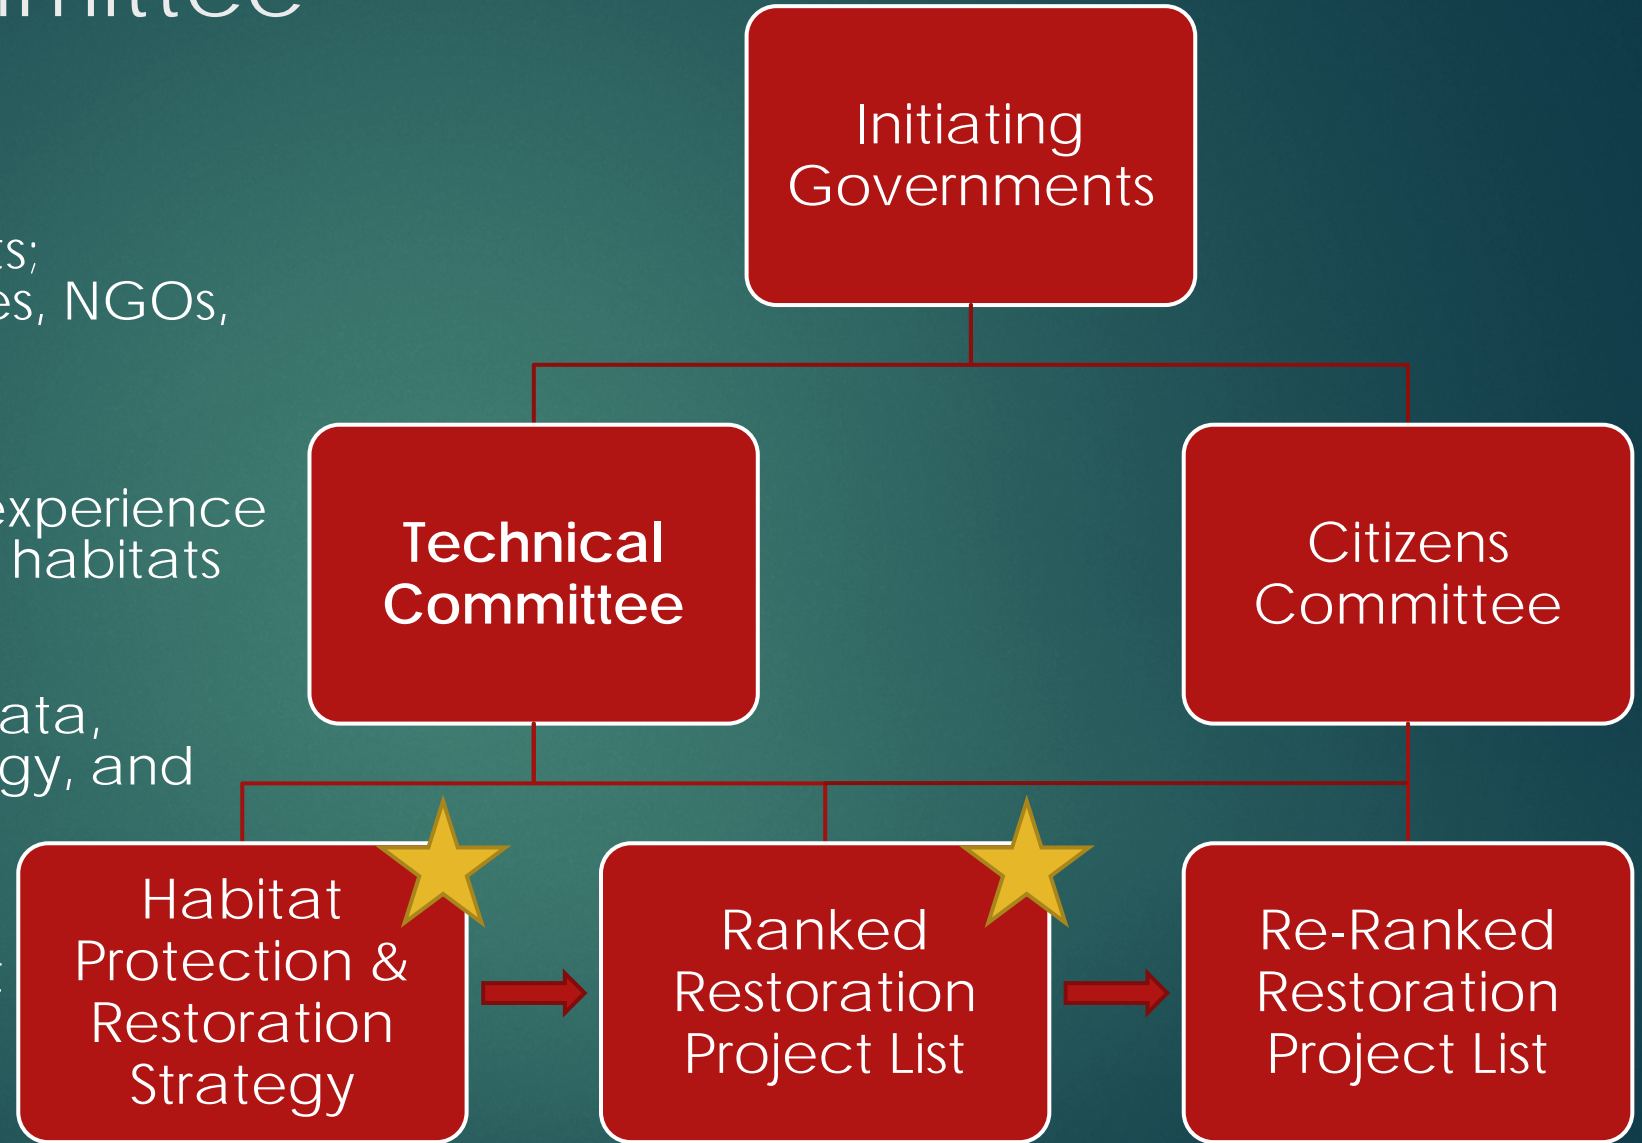 ts;
es, NGOs,
experience
habitats
ata,
gy, and
Initiating
Governments
Technical
Committee
Citizens
Committee
Habitat
Protection &
Restoration
Strategy
Ranked
Restoration
Project List
Re-Ranked
Restoration
Project List